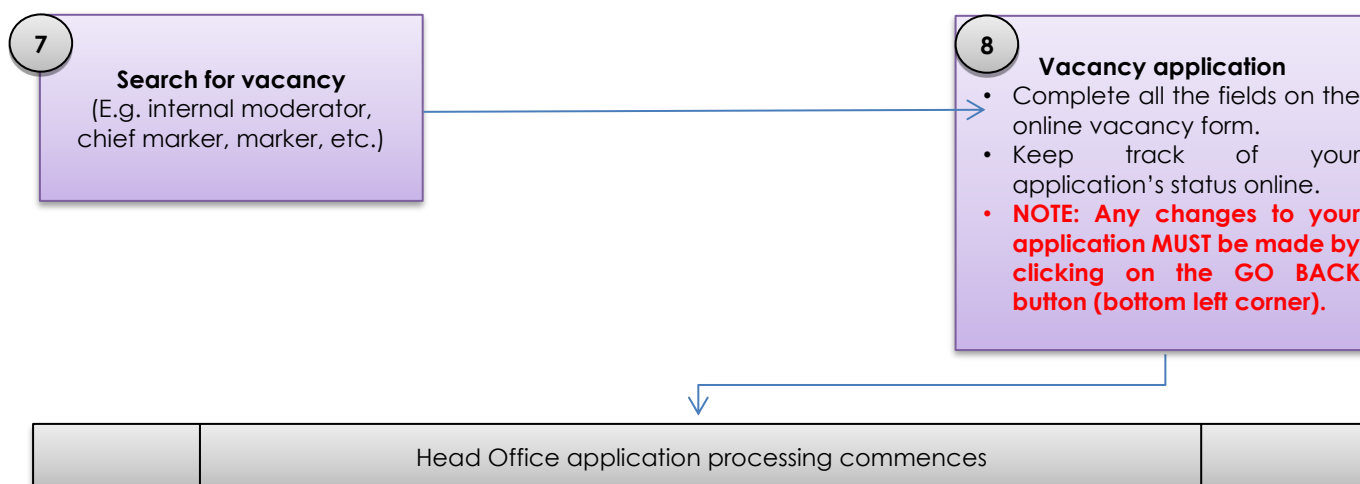 7
Search for vacancy
(E.g. internal moderator,
chief marker, marker, etc.)
8
Vacancy application
• Complete all the fields on the
online vacancy form.
• Keep track of your
application’s status online.
• NOTE: Any changes to your
application MUST be made by
clicking on the GO BACK
button (bottom left corner).
Head Office application processing commences